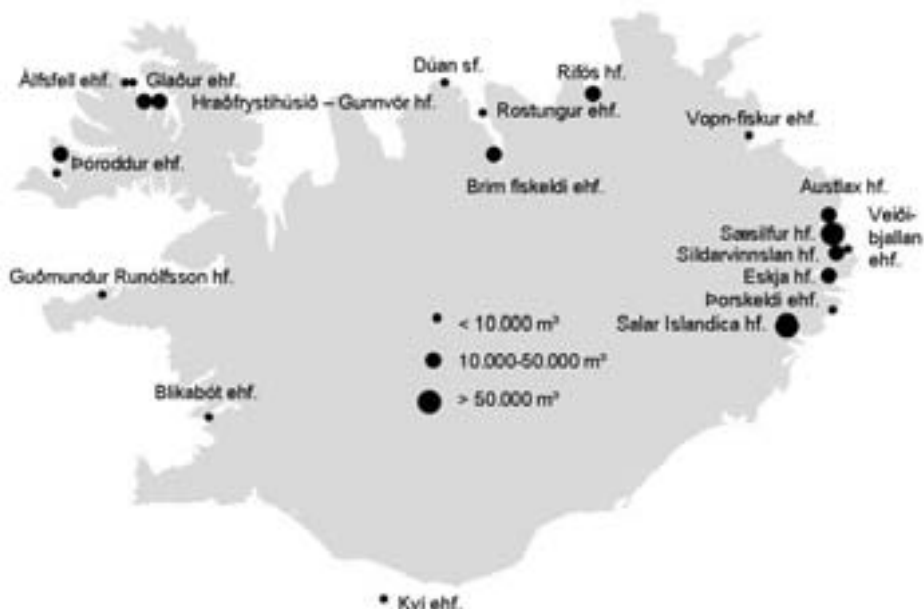 Dúan sf.
Rifós hf.
Álfsfell ehf.
Glaður ehf.
Hraðfrystihúsið – Gunnvör hf.
Rostungur ehf.
Vopn-fiskur ehf.
Þóroddur ehf.
Brim fiskeldi ehf.
Austlax hf.
Veiði-
bjallan
ehf.
Sæsilfur hf.
Síldarvinnslan hf.
Eskja hf.
Guðmundur Runólfsson hf.
Þorskeldi ehf.
Salar Islandica hf.
< 10.000 m³
10.000-50.000 m³
> 50.000 m³
Blikabót ehf.
Kví ehf.